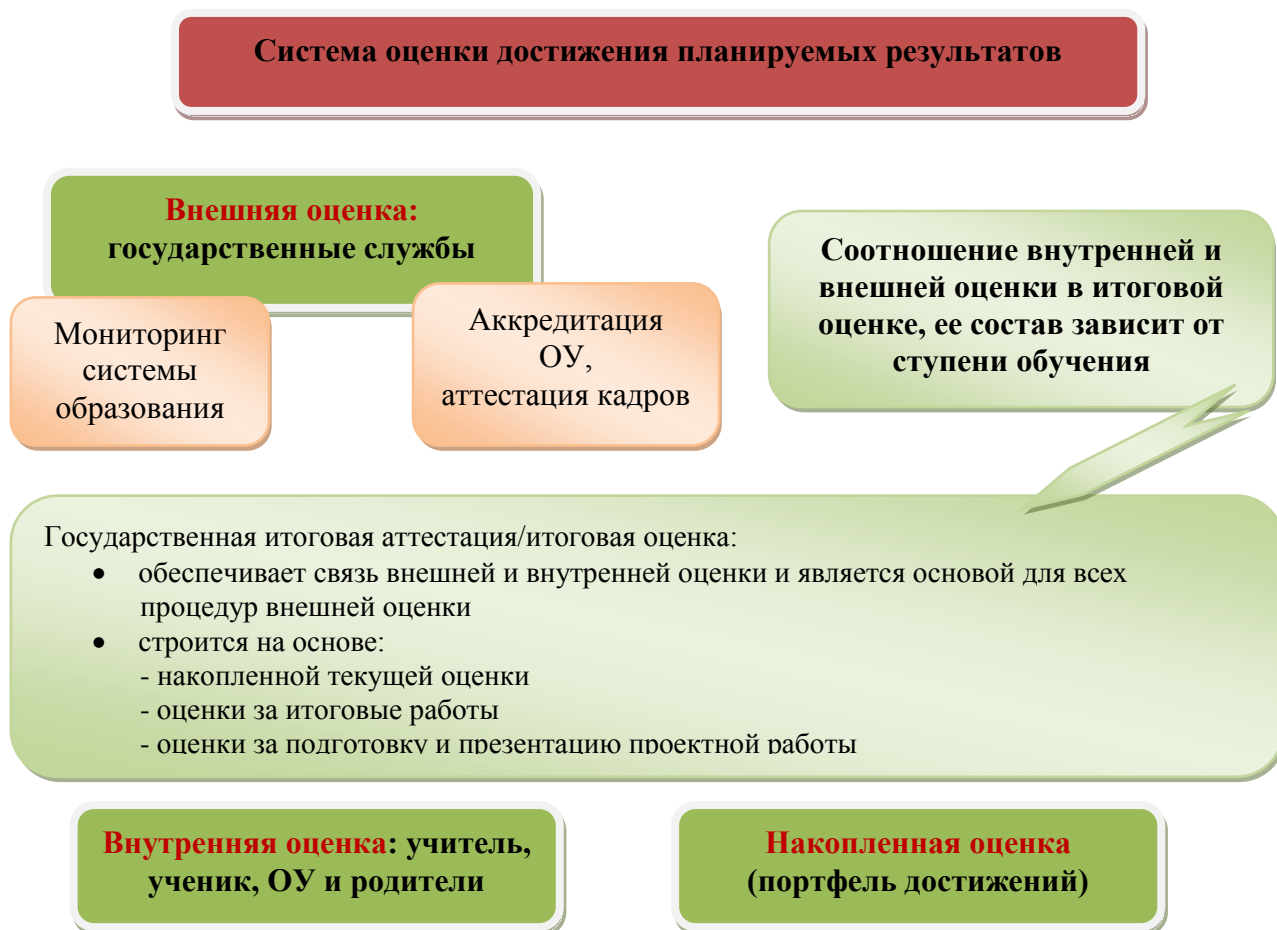 Система оценки достижения планируемых результатов
Внешняя оценка:
государственные службы
Мониторинг
системы
образования
Аккредитация
ОУ,
аттестация кадров
Соотношение внутренней и
внешней оценки в итоговой
оценке, ее состав зависит от
ступени обучения
Государственная итоговая аттестация/итоговая оценка:
• обеспечивает связь внешней и внутренней оценки и является основой для всех
процедур внешней оценки
• строится на основе:
- накопленной текущей оценки
- оценки за итоговые работы
- оценки за подготовку и презентацию проектной работы
Внутренняя оценка: учитель,
ученик, ОУ и родители
Накопленная оценка
(портфель достижений)